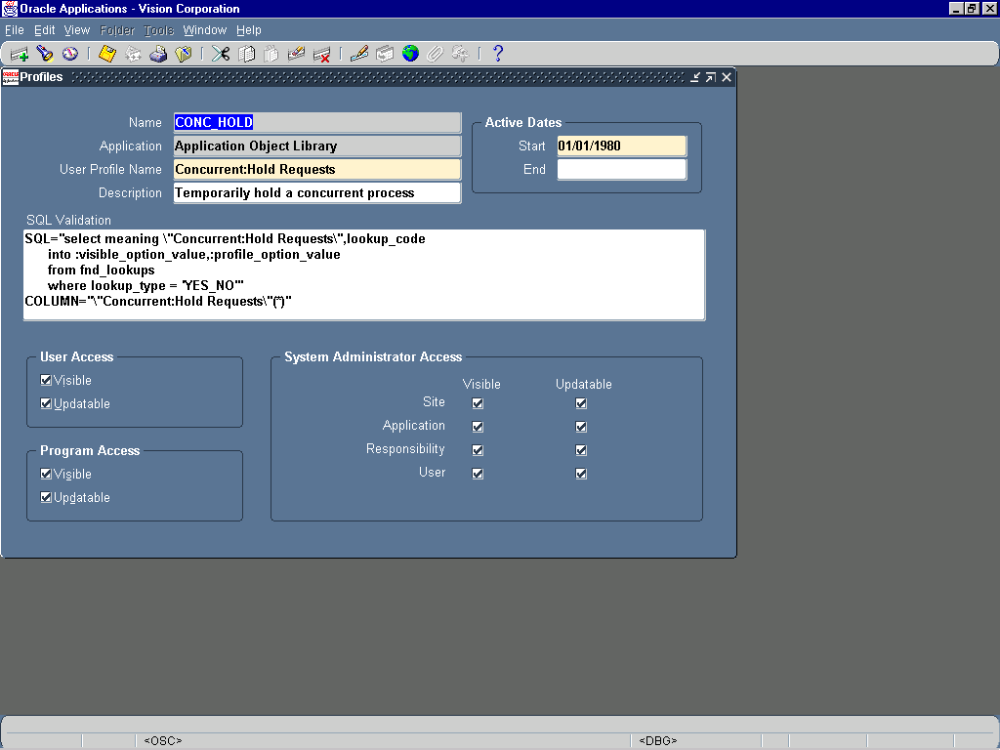 Oracle Applications - Vision Corporation
File Edit View Folder Tools Window Help
Profiles
Name CONC_HOLD
Application Application Object Library
User Profile Name Concurrent:Hold Requests
Description Temporarily hold a concurrent process
Active Dates
Start 01/01/1980
End
SQL Validation
SQL="select meaning \"Concurrent:Hold Requests\",lookup_code
into :visible_option_value,:profile_option_value
from fnd_lookups
where lookup_type = 'YES_NO'"
COLUMN="\"Concurrent:Hold Requests\"(*)"
User Access
Visible
Updatable
Program Access
Visible
Updatable
System Administrator Access
Visible Updatable
Site
Application
Responsibility
User
<OSC> <DBG>